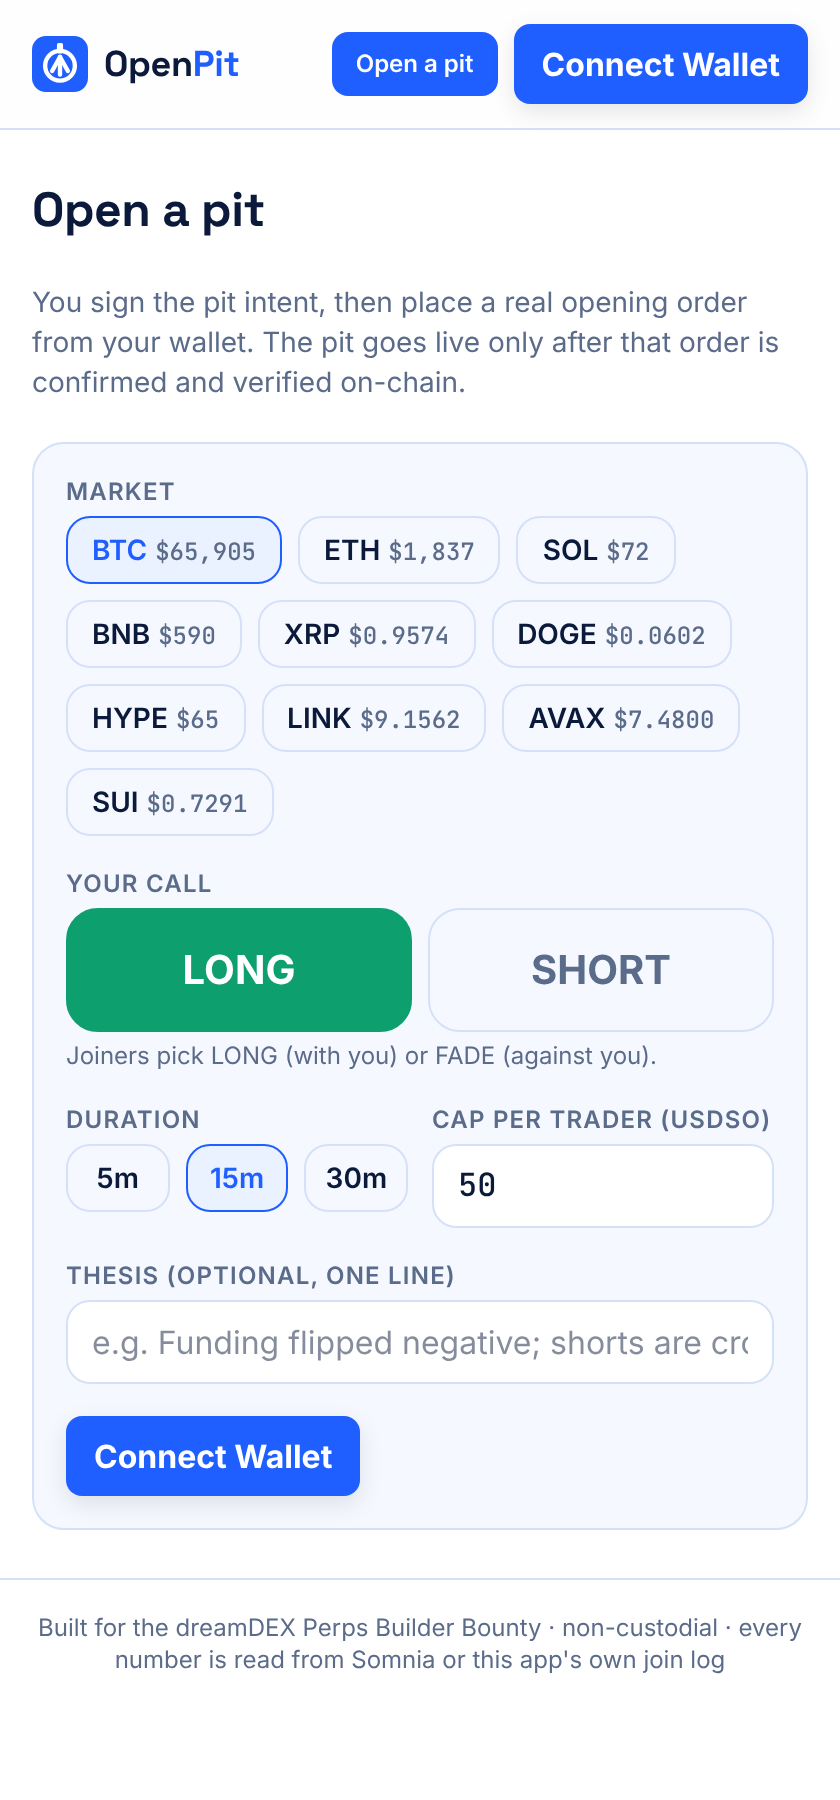 OpenPit
Open a pit
Connect Wallet
Open a pit
You sign the pit intent, then place a real opening order
from your wallet. The pit goes live only after that order is
confirmed and verified on-chain.
MARKET
BTC $65,905 ETH $1,837 SOL $72
BNB $590 XRP $0.9574 DOGE $0.0602
HYPE $65 LINK $9.1562 AVAX $7.4800
SUI $0.7291
YOUR CALL
LONG SHORT
Joiners pick LONG (with you) or FADE (against you).
DURATION
5m 15m 30m
CAP PER TRADER (USDSO)
50
THESIS (OPTIONAL, ONE LINE)
e.g. Funding flipped negative; shorts are cro
Connect Wallet
Built for the dreamDEX Perps Builder Bounty · non-custodial · every
number is read from Somnia or this app's own join log